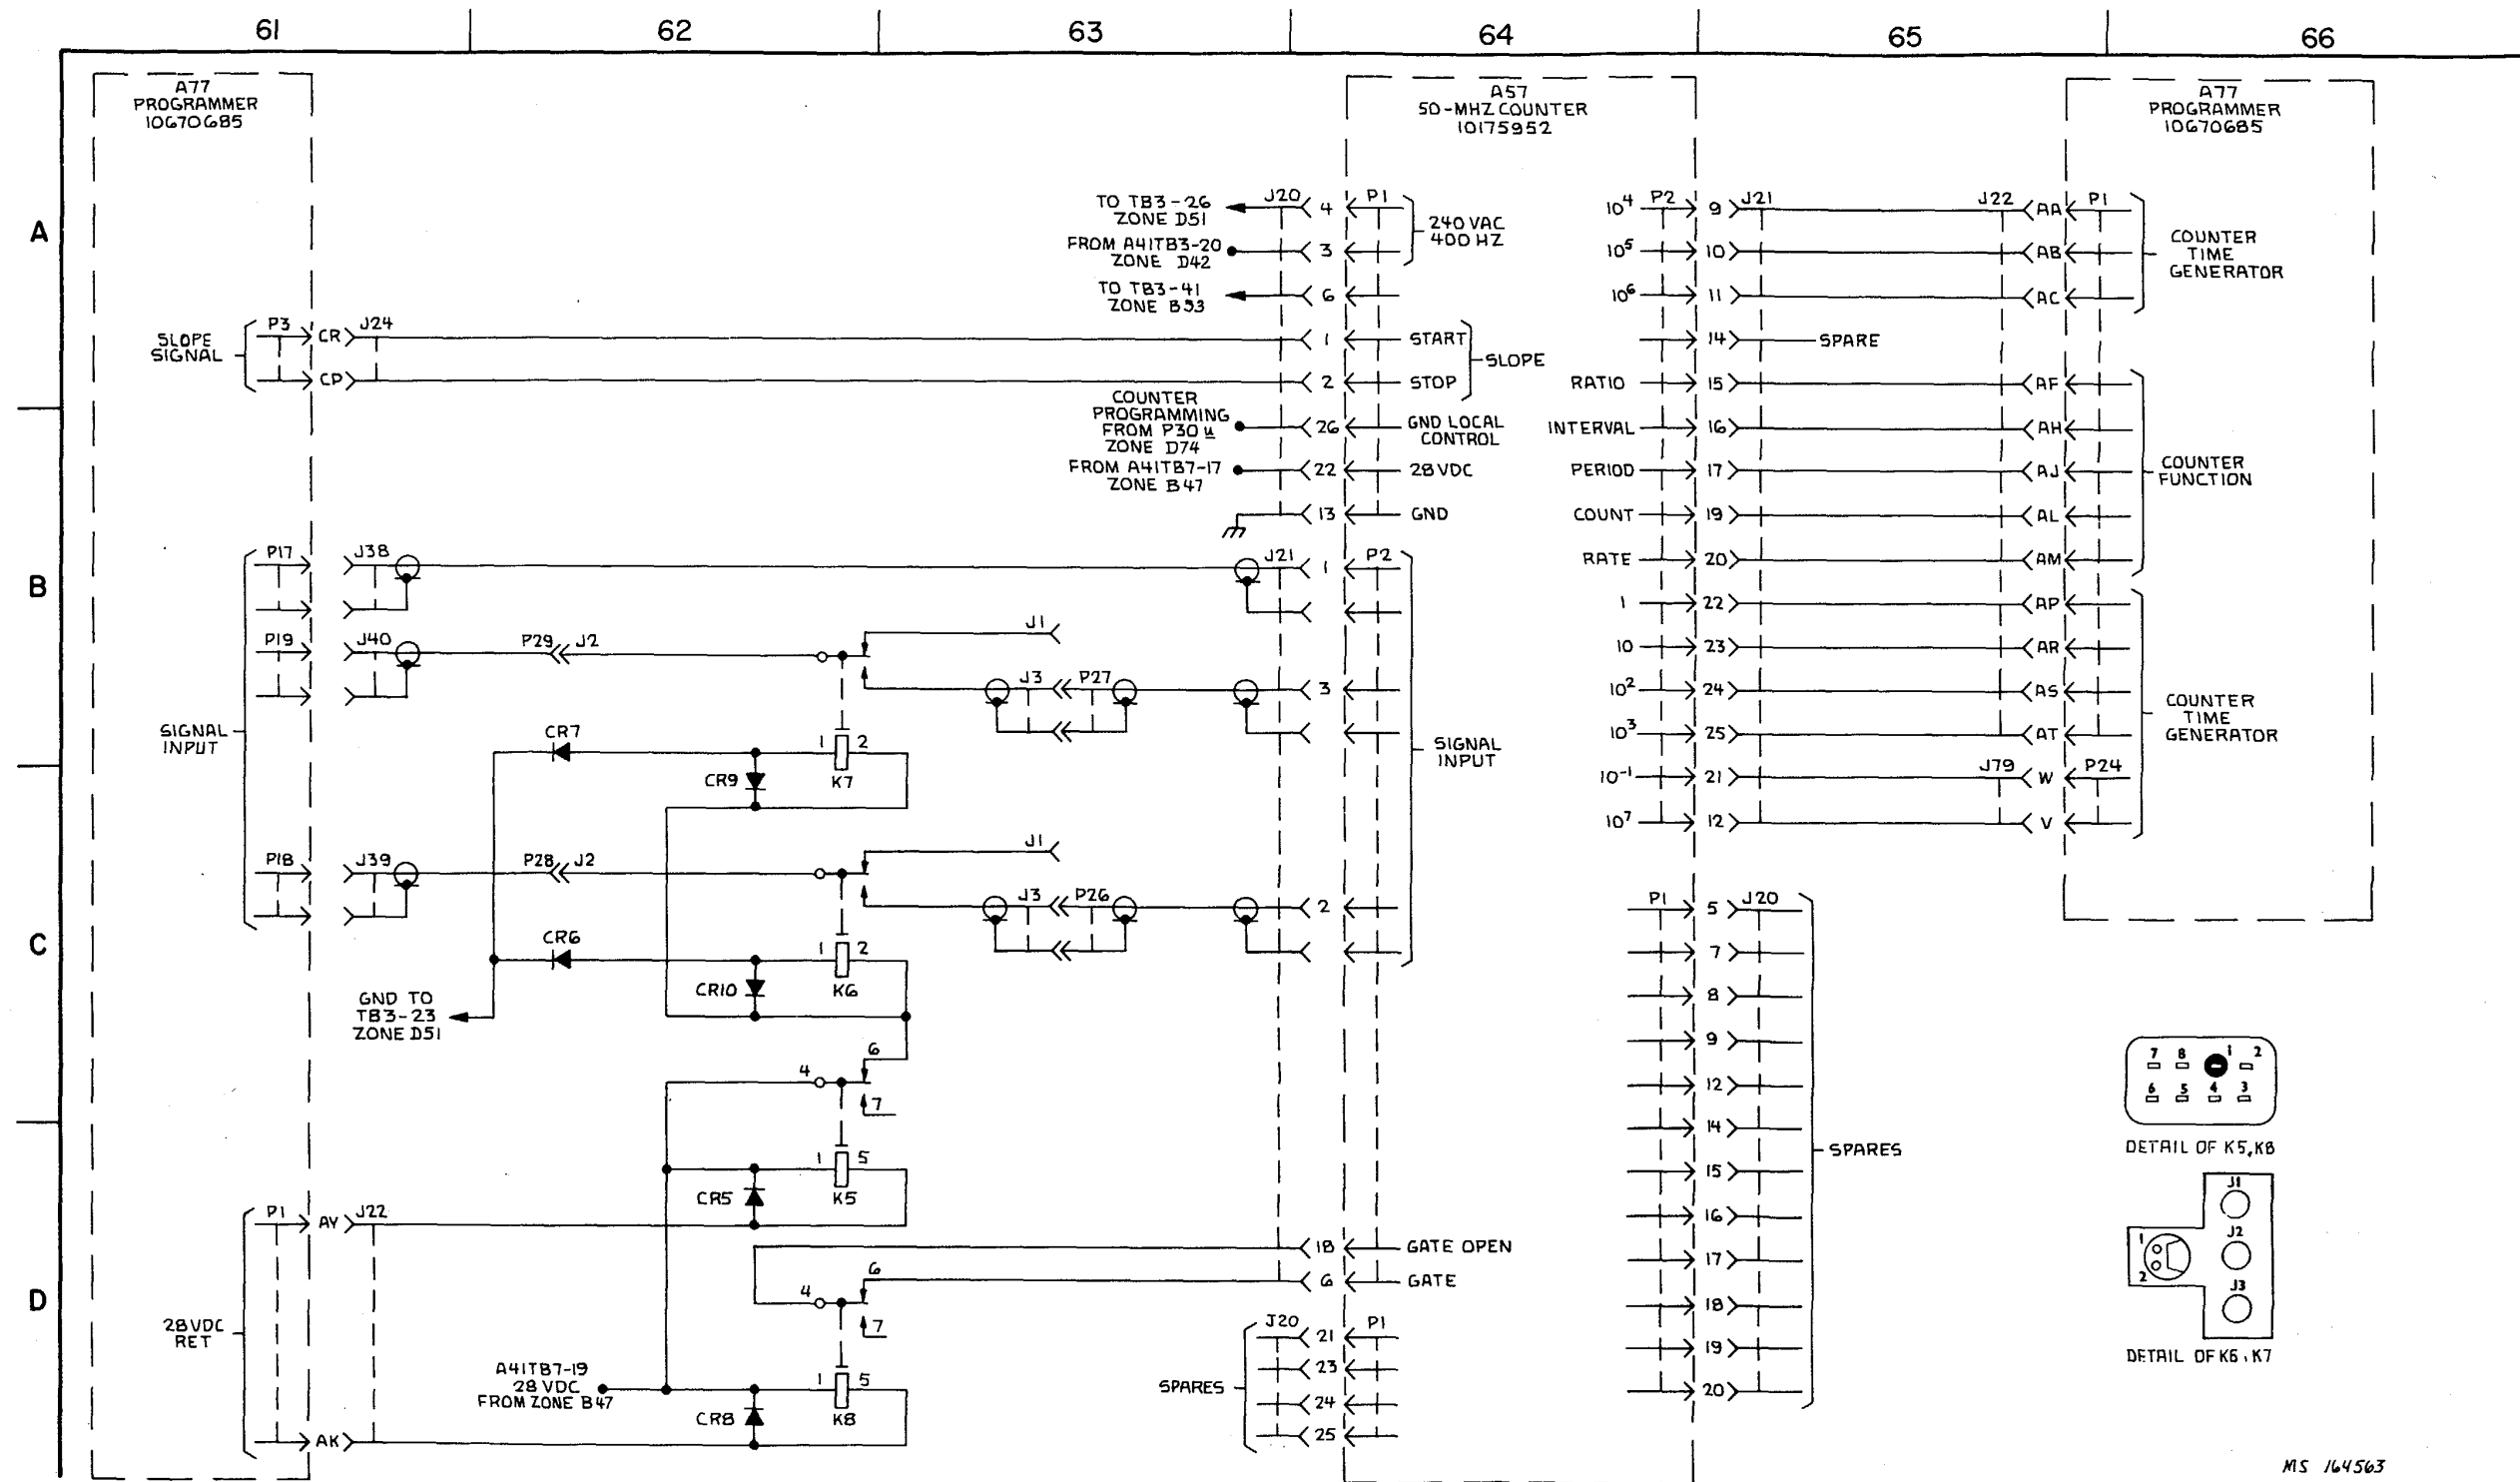 61
62
63
64
65
66
A
B
C
D
A77
PROGRAMMER
10670685
SLOPE
SIGNAL
P3
CR
J24
CP
P17
J38
P19
J40
SIGNAL
INPUT
P18
J39
GND TO
TB3-23
ZONE D51
P1
AY
J22
28VDC
RET
AK
P29
J2
J1
J3
P27
CR7
CR9
1
2
K7
P28
J2
J1
J3
P26
CR6
CR10
1
2
K6
4
6
7
1
5
CR5
K5
4
6
7
A41TB7-19
28 VDC
FROM ZONE B47
1
5
CR8
K8
A57
50-MHZ COUNTER
10175952
TO TB3-26
ZONE D51
J20
4
P1
FROM A41TB3-20
ZONE D42
3
240 VAC
400 HZ
TO TB3-41
ZONE B53
6
1
START
2
STOP
SLOPE
COUNTER
PROGRAMMING
FROM P30 u
ZONE D74
26
GND LOCAL
CONTROL
FROM A41TB7-17
ZONE B47
22
28VDC
13
GND
J21
1
P2
3
SIGNAL
INPUT
2
18
GATE OPEN
6
GATE
J20
21
P1
23
SPARES
24
25
10⁴
P2
9
J21
J22
AA
P1
10⁵
10
AB
10⁶
11
AC
COUNTER
TIME
GENERATOR
14
SPARE
RATIO
15
AF
INTERVAL
16
AH
PERIOD
17
AJ
COUNT
19
AL
RATE
20
AM
COUNTER
FUNCTION
1
22
AP
10
23
AR
10²
24
AS
10³
25
AT
10⁻¹
21
J79
W
P24
10⁷
12
V
COUNTER
TIME
GENERATOR
A77
PROGRAMMER
10670685
P1
5
J20
7
8
9
12
14
15
16
17
18
19
20
SPARES
7 8 1 2
6 5 4 3
DETAIL OF K5,K8
J1
J2
J3
1
2
DETAIL OF K6,K7
MS 164563